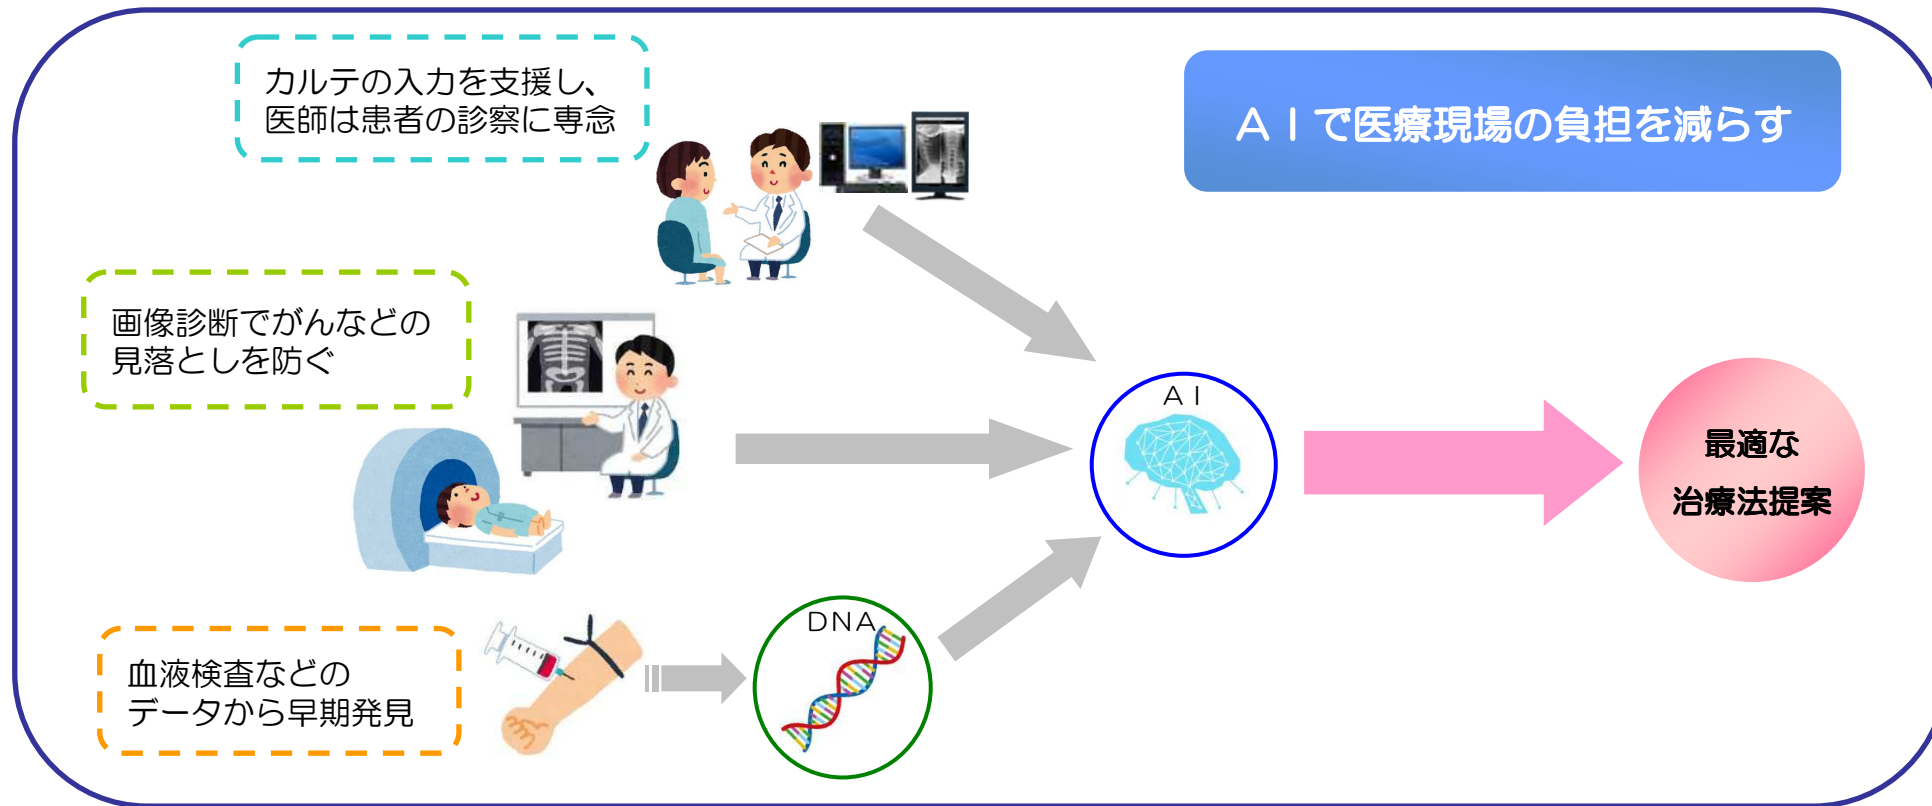 カルテの入力を支援し、
医師は患者の診察に専念
ＡＩで医療現場の負担を減らす
画像診断でがんなどの
見落としを防ぐ
ＡＩ
最適な
治療法提案
血液検査などの
データから早期発見
ＤＮＡ